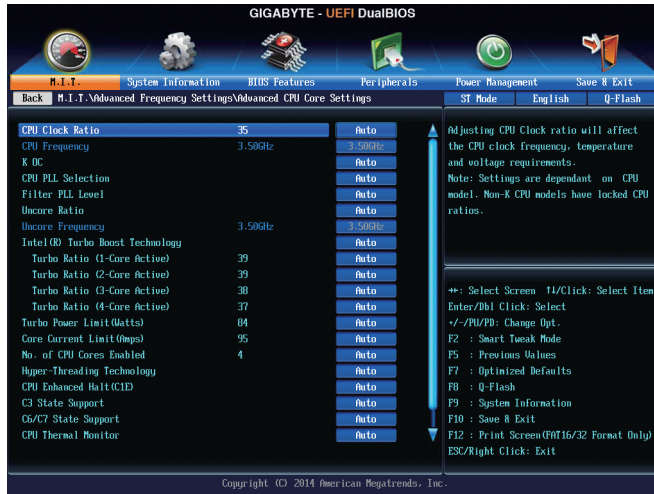 GIGABYTE - UEFI DualBIOS
M.I.T. System Information BIOS Features Peripherals Power Management Save & Exit
Back M.I.T.\Advanced Frequency Settings\Advanced CPU Core Settings ST Mode English Q-Flash
CPU Clock Ratio 35 Auto
CPU Frequency 3.50GHz 3.50GHz
K OC Auto
CPU PLL Selection Auto
Filter PLL Level Auto
Uncore Ratio Auto
Uncore Frequency 3.50GHz 3.50GHz
Intel(R) Turbo Boost Technology Auto
Turbo Ratio (1-Core Active) 39 Auto
Turbo Ratio (2-Core Active) 39 Auto
Turbo Ratio (3-Core Active) 38 Auto
Turbo Ratio (4-Core Active) 37 Auto
Turbo Power Limit(Watts) 84 Auto
Core Current Limit(Amps) 95 Auto
No. of CPU Cores Enabled 4 Auto
Hyper-Threading Technology Auto
CPU Enhanced Halt(C1E) Auto
C3 State Support Auto
C6/C7 State Support Auto
CPU Thermal Monitor Auto
Adjusting CPU Clock ratio will affect
the CPU clock frequency, temperature
and voltage requirements.
Note: Settings are dependant on CPU
model. Non-K CPU models have locked CPU
ratios.
↔: Select Screen ↑↓/Click: Select Item
Enter/Dbl Click: Select
+/-/PU/PD: Change Opt.
F2 : Smart Tweak Mode
F5 : Previous Values
F7 : Optimized Defaults
F8 : Q-Flash
F9 : System Information
F10 : Save & Exit
F12 : Print Screen(FAT16/32 Format Only)
ESC/Right Click: Exit
Copyright (C) 2014 American Megatrends, Inc.